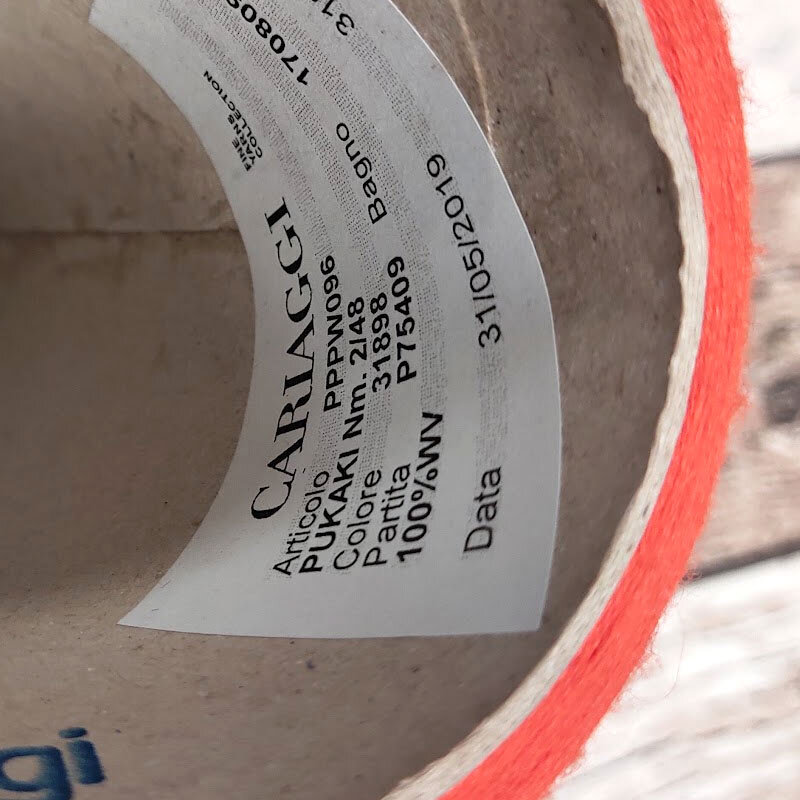 CARIAGGI
FINE
YARNS
COLLECTION
Articolo PPPW096
PUKAKI Nm. 2/48
Colore 31898 Bagno
Partita P75409
100%WV
Data 31/05/2019
gi